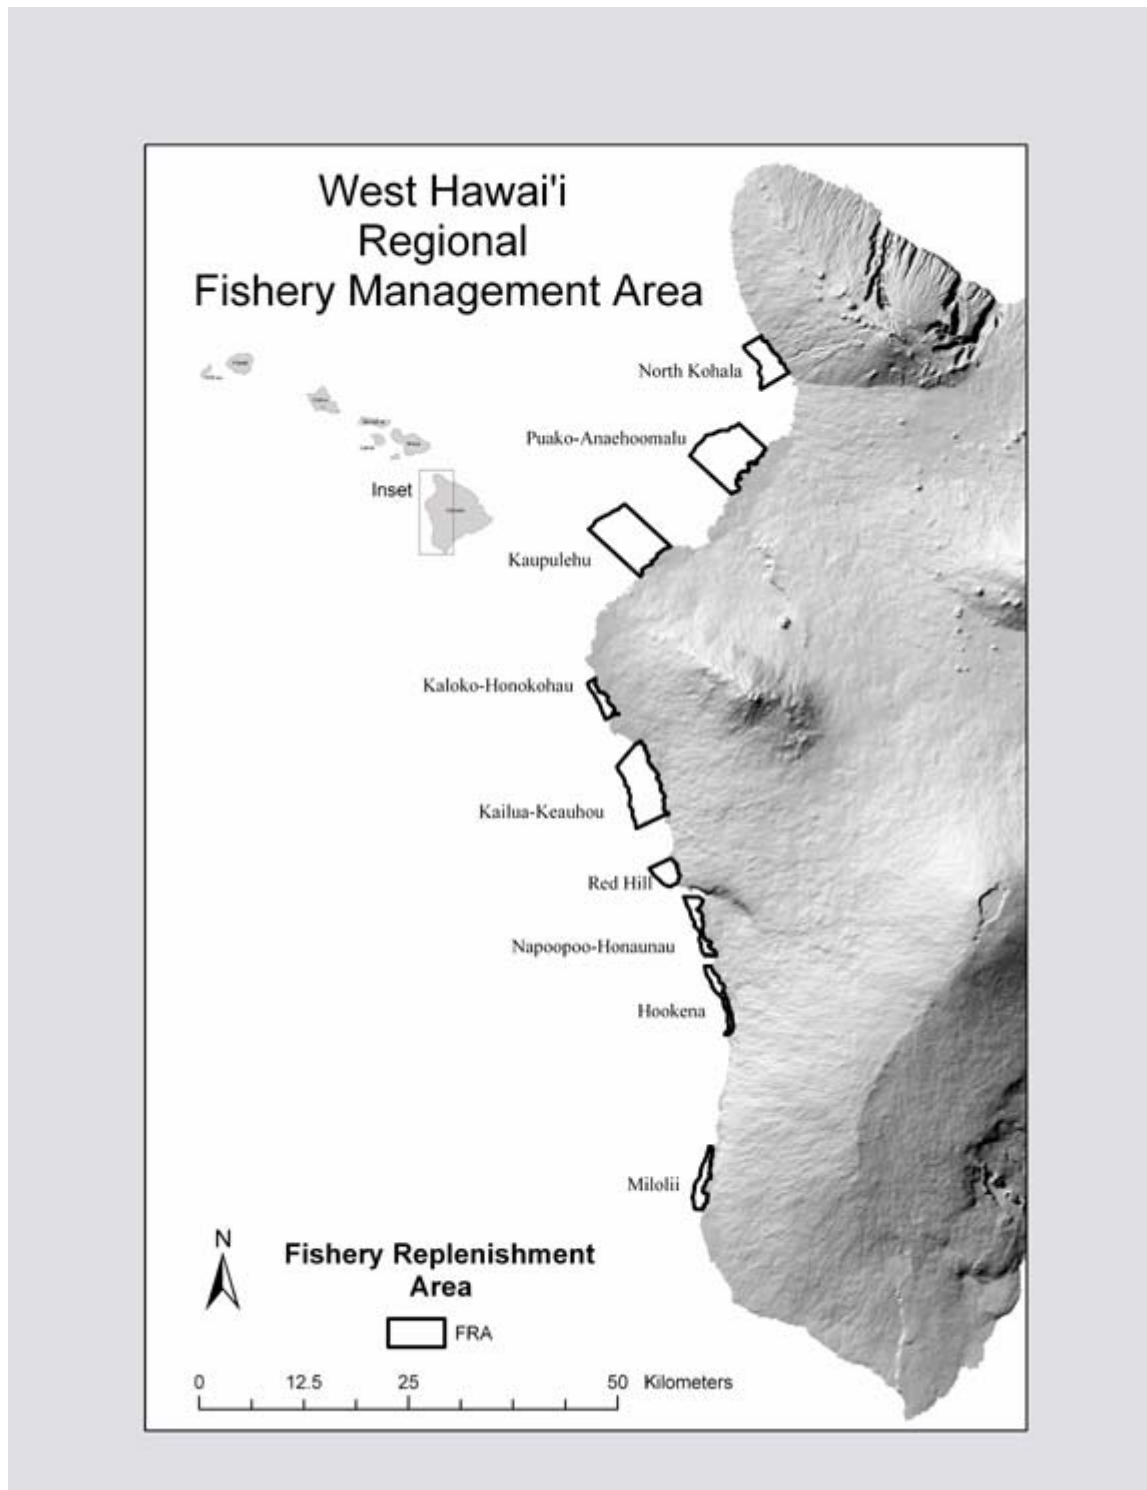 West Hawai'i
Regional
Fishery Management Area
North Kohala
Puako-Anaehoomalu
Inset
Kaupulehu
Kaloko-Honokohau
Kailua-Keauhou
Red Hill
Napoopoo-Honaunau
Hookena
Milolii
N
Fishery Replenishment
Area
FRA
0 12.5 25 50 Kilometers